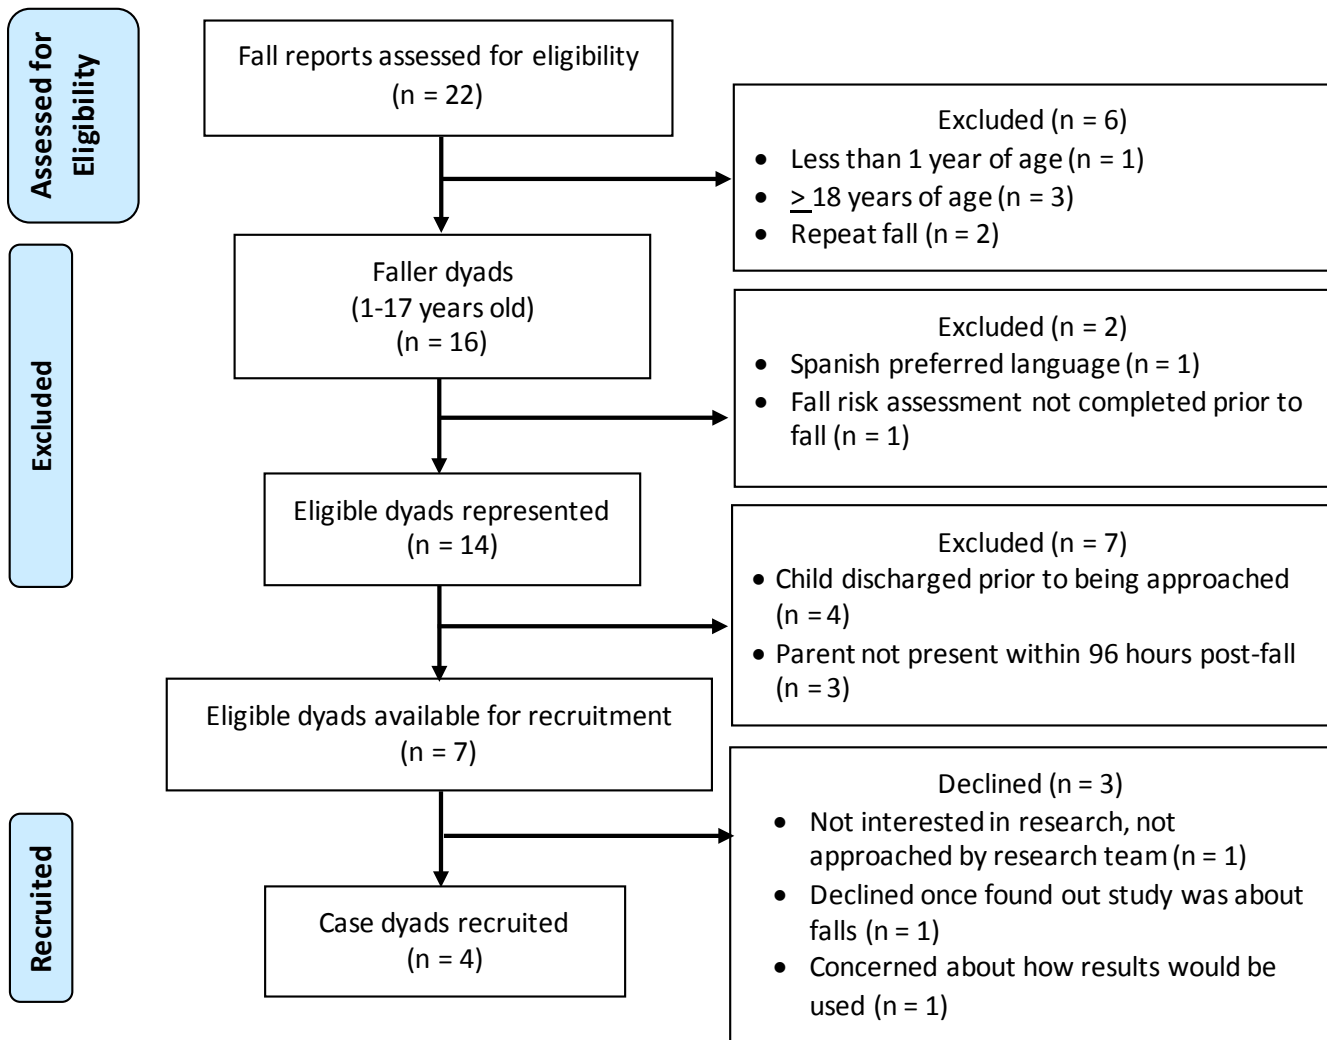 Assessed for
Eligibility
Fall reports assessed for eligibility
(n = 22)
Excluded (n = 6)
• Less than 1 year of age (n = 1)
• > 18 years of age (n = 3)
• Repeat fall (n = 2)
Excluded
Faller dyads
(1-17 years old)
n = 16)
Excluded (n = 2)
• Spanish preferred language (n = 1)
• Fall risk assessment not completed prior to
fall (n = 1)
Eligible dyads represented
(n = 14)
Excluded (n = 7)
• Child discharged prior to being approached
(n = 4)
• Parent not present within 96 hours post-fall
(n = 3)
Eligible dyads available for recruitment
(n = 7)
Declined (n = 3)
• Not interested in research, not
approached by research team (n = 1)
• Declined once found out study was about
falls (n = 1)
• Concerned about how results would be
used (n = 1)
Recruited
Case dyads recruited
(n = 4)